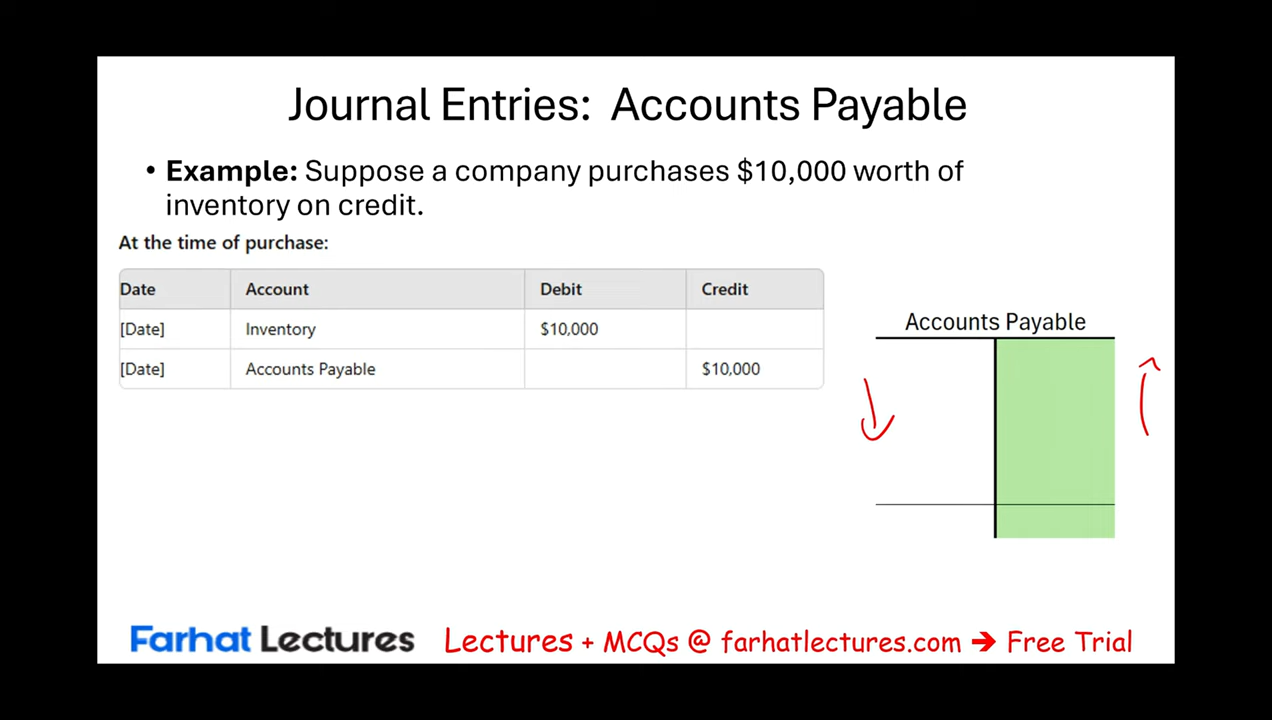 Journal Entries: Accounts Payable
• Example: Suppose a company purchases $10,000 worth of
inventory on credit.
At the time of purchase:
Date Account Debit Credit
[Date] Inventory $10,000
[Date] Accounts Payable $10,000
Accounts Payable
Farhat Lectures
Lectures + MCQs @ farhatlectures.com ➔ Free Trial